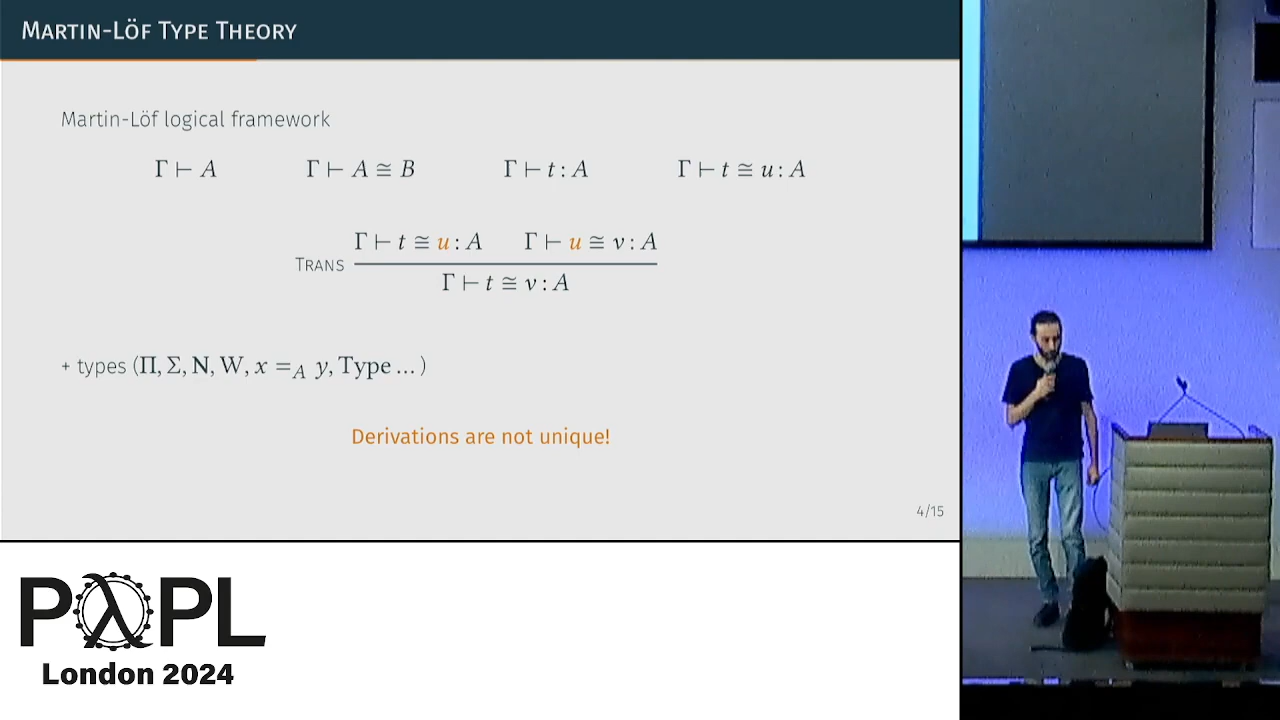 Martin-Löf Type Theory
Martin-Löf logical framework
Γ ⊢ A    Γ ⊢ A ≅ B    Γ ⊢ t : A    Γ ⊢ t ≅ u : A
Γ ⊢ t ≅ u : A    Γ ⊢ u ≅ v : A
Trans
Γ ⊢ t ≅ v : A
+ types (Π, Σ, N, W, x =_A y, Type … )
Derivations are not unique!
4/15
PλPL
London 2024